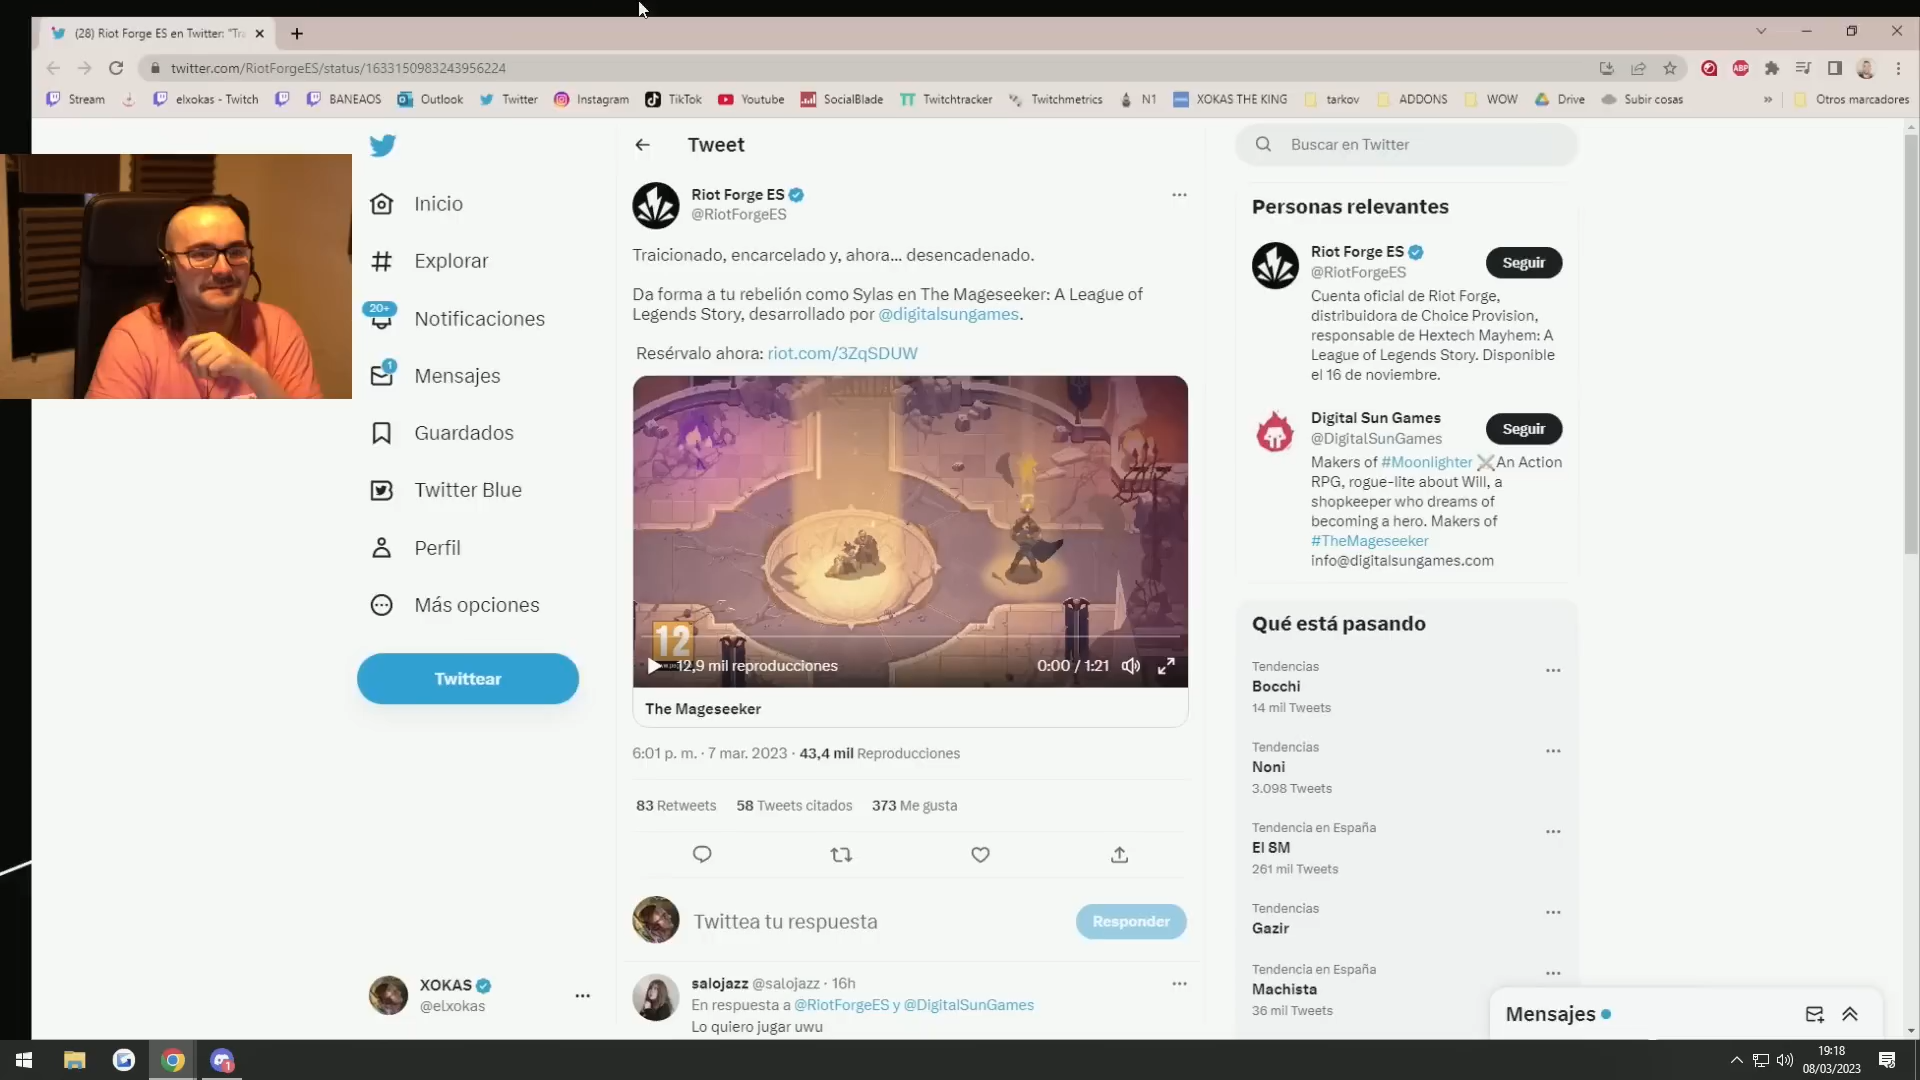 (28) Riot Forge ES en Twitter: "Tra
twitter.com/RiotForgeES/status/1633150983243956224
Stream
elxokas - Twitch
BANEAOS
Outlook
Twitter
Instagram
TikTok
Youtube
SocialBlade
Twitchtracker
Twitchmetrics
N1
XOKAS THE KING
tarkov
ADDONS
WOW
Drive
Subir cosas
»
Otros marcadores
ABP
Inicio
Explorar
20+
Notificaciones
1
Mensajes
Guardados
Twitter Blue
Perfil
Más opciones
Twittear
XOKAS
@elxokas
Tweet
Riot Forge ES
@RiotForgeES
Traicionado, encarcelado y, ahora... desencadenado.
Da forma a tu rebelión como Sylas en The Mageseeker: A League of
Legends Story, desarrollado por @digitalsungames.
Resérvalo ahora: riot.com/3ZqSDUW
12
12,9 mil reproducciones
0:00 / 1:21
The Mageseeker
6:01 p. m. · 7 mar. 2023 · 43,4 mil Reproducciones
83 Retweets 58 Tweets citados 373 Me gusta
Twittea tu respuesta
Responder
salojazz @salojazz · 16h
En respuesta a @RiotForgeES y @DigitalSunGames
Lo quiero jugar uwu
Buscar en Twitter
Personas relevantes
Riot Forge ES
@RiotForgeES
Seguir
Cuenta oficial de Riot Forge,
distribuidora de Choice Provision,
responsable de Hextech Mayhem: A
League of Legends Story. Disponible
el 16 de noviembre.
Digital Sun Games
@DigitalSunGames
Seguir
Makers of #Moonlighter ⚔An Action
RPG, rogue-lite about Will, a
shopkeeper who dreams of
becoming a hero. Makers of
#TheMageseeker
info@digitalsungames.com
Qué está pasando
Tendencias
Bocchi
14 mil Tweets
Tendencias
Noni
3.098 Tweets
Tendencia en España
El SM
261 mil Tweets
Tendencias
Gazir
Tendencia en España
Machista
36 mil Tweets
Mensajes
1
19:18
08/03/2023